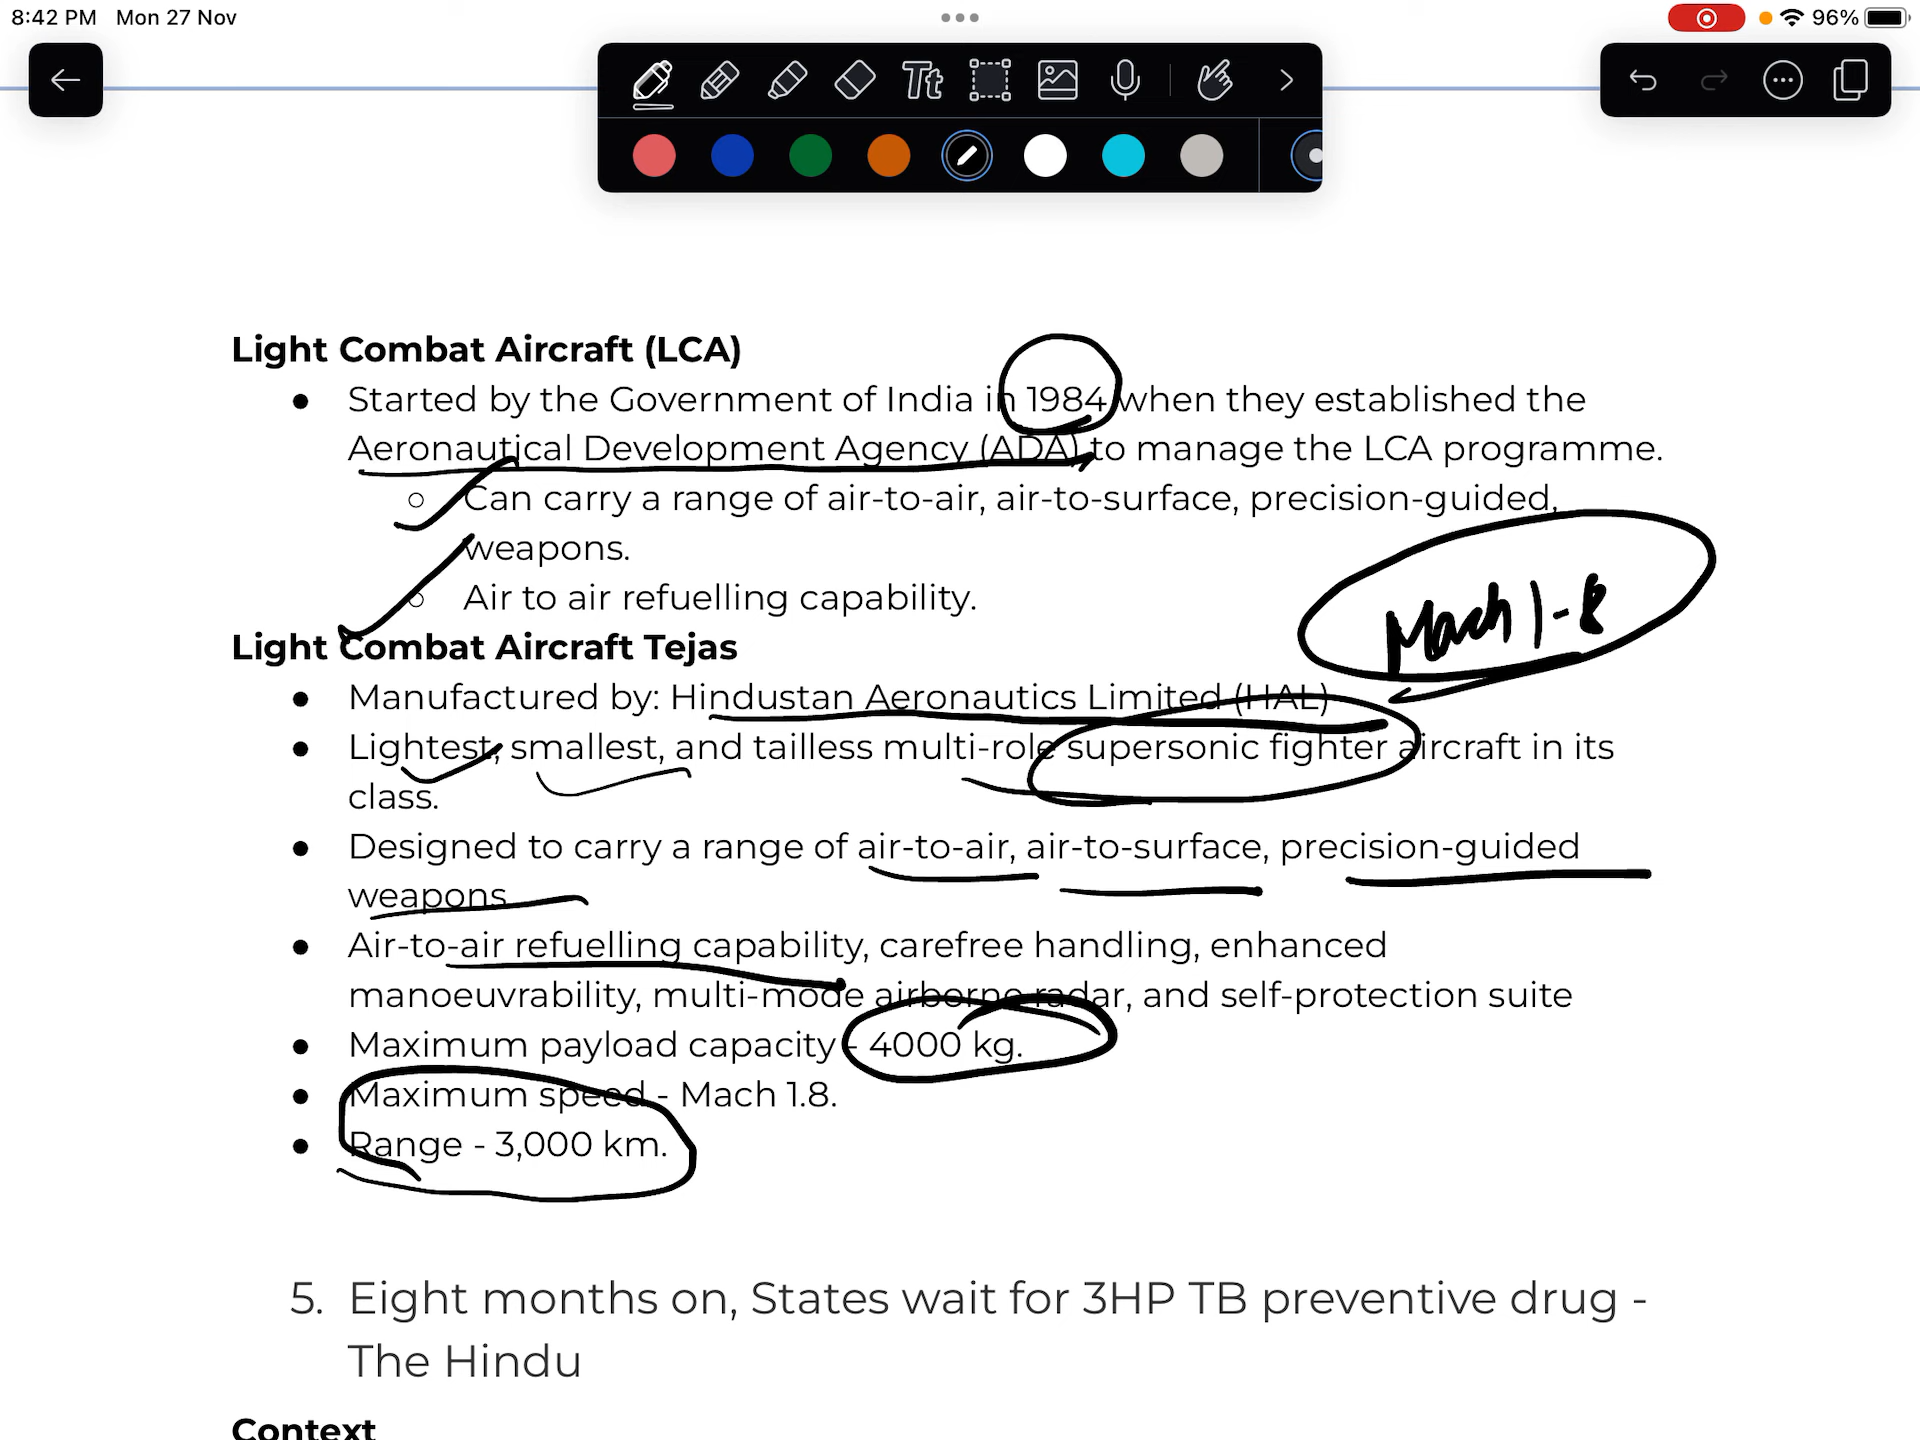 8:42 PM Mon 27 Nov
96%
Tt
Light Combat Aircraft (LCA)
● Started by the Government of India in 1984 when they established the
Aeronautical Development Agency (ADA) to manage the LCA programme.
○ Can carry a range of air-to-air, air-to-surface, precision-guided,
weapons.
○ Air to air refuelling capability.
Mach 1-8
Light Combat Aircraft Tejas
● Manufactured by: Hindustan Aeronautics Limited (HAL)
● Lightest, smallest, and tailless multi-role supersonic fighter aircraft in its
class.
● Designed to carry a range of air-to-air, air-to-surface, precision-guided
weapons
● Air-to-air refuelling capability, carefree handling, enhanced
manoeuvrability, multi-mode airborne radar, and self-protection suite
● Maximum payload capacity - 4000 kg.
● Maximum speed - Mach 1.8.
● Range - 3,000 km.
5. Eight months on, States wait for 3HP TB preventive drug -
The Hindu
Context